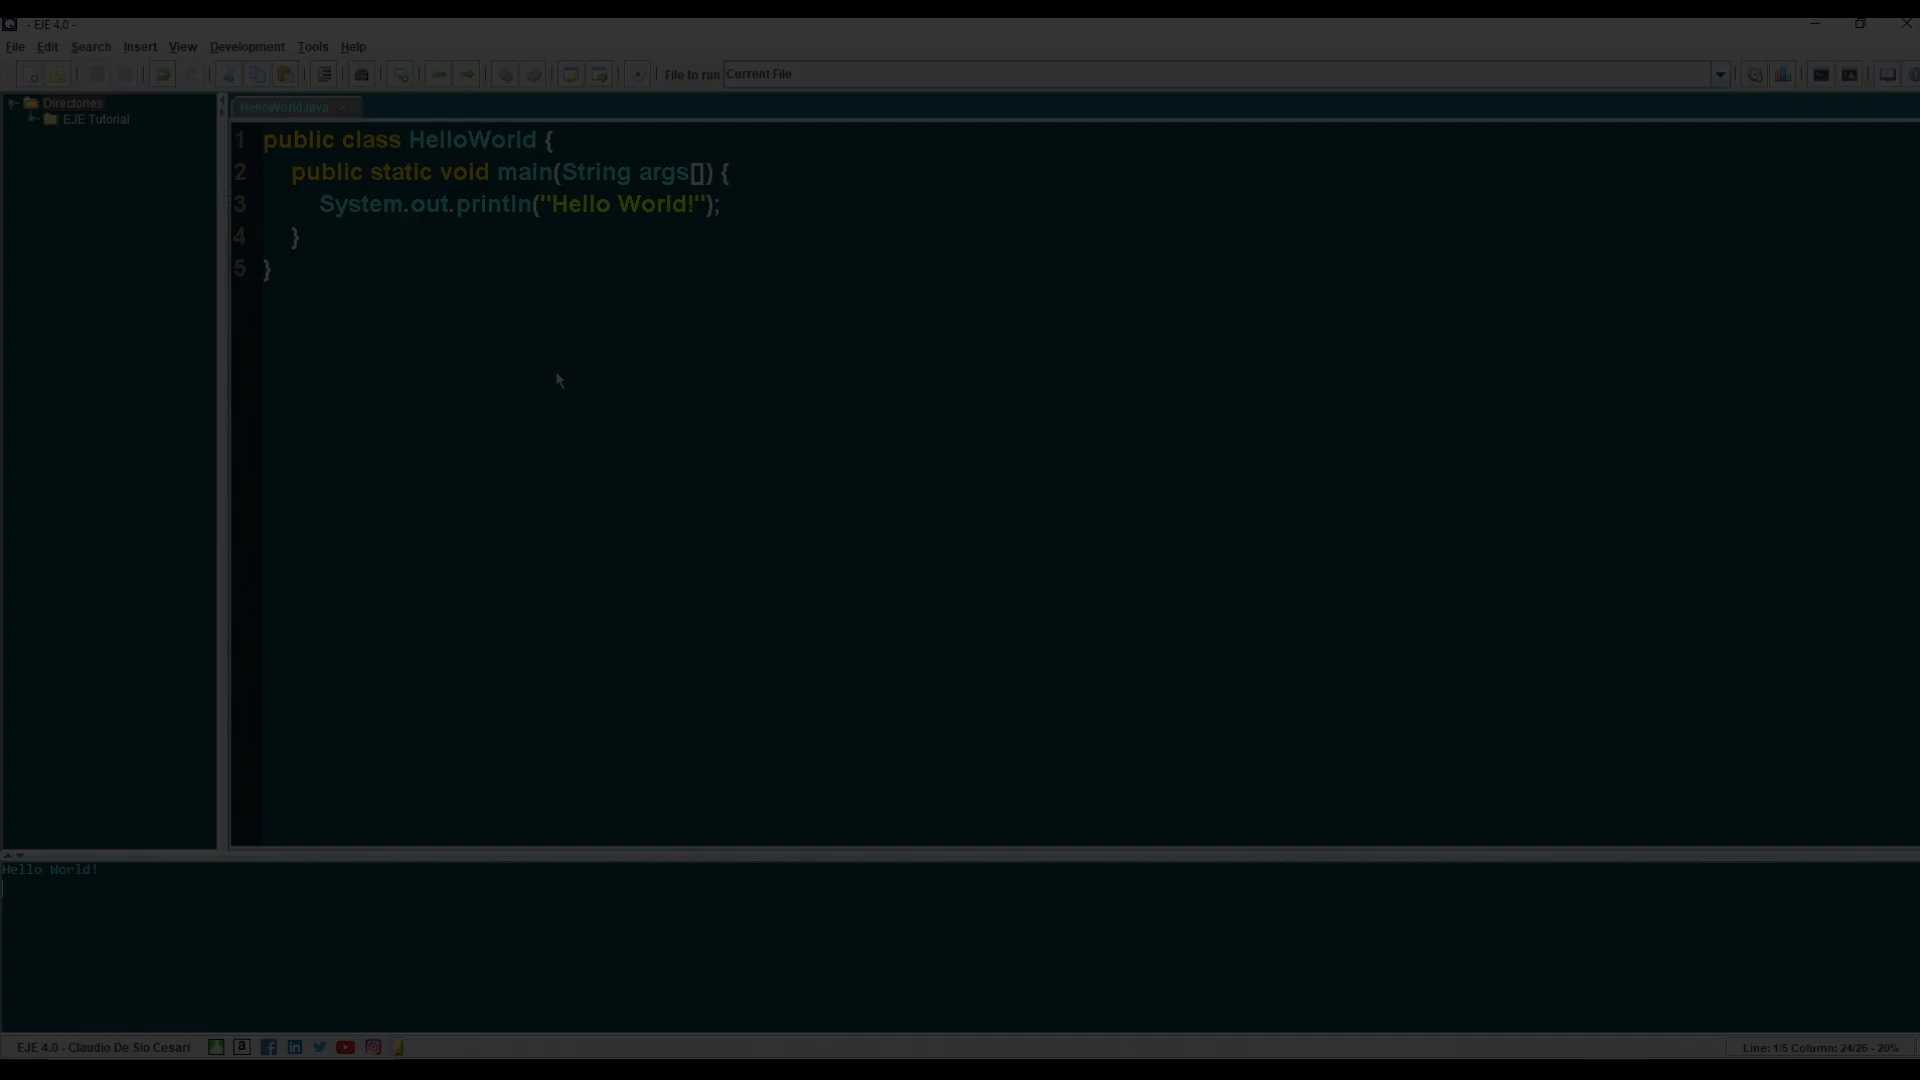 - EJE 4.0 -
File Edit Search Insert View Development Tools Help
File to run Current File
Directories
EJE Tutorial
HelloWorld.java
1 public class HelloWorld {
2 public static void main(String args[]) {
3 System.out.println("Hello World!");
4 }
5 }
Hello World!
EJE 4.0 - Claudio De Sio Cesari
Line: 1/5 Column: 24/26 - 20%